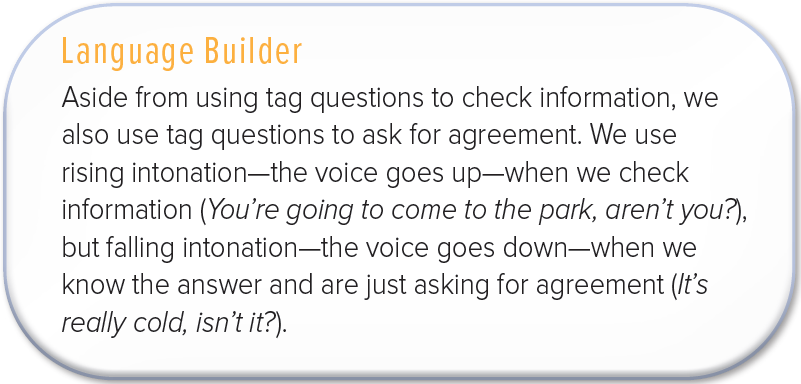 Language Builder
Aside from using tag questions to check information, we
also use tag questions to ask for agreement. We use
rising intonation—the voice goes up—when we check
information (You’re going to come to the park, aren’t you?),
but falling intonation—the voice goes down—when we
know the answer and are just asking for agreement (It’s
really cold, isn’t it?).